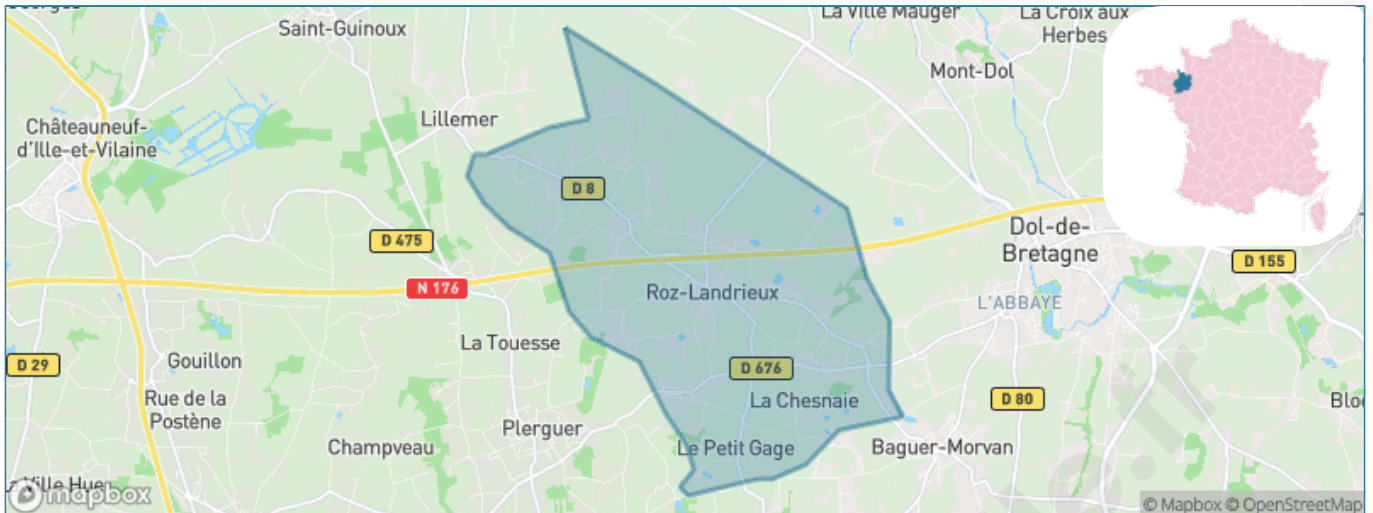 Saint-Guinoux
La Ville Mauger
La Croix aux
Herbes
Mont-Dol
Lillemer
Châteauneuf-
d'Ille-et-Vilaine
D 8
D 475
Dol-de-
Bretagne
D 155
N 176
Roz-Landrieux
L'ABBAYE
La Touesse
D 29
Gouillon
D 676
Rue de la
Postène
La Chesnaie
D 80
Plerguer
Champveau
Le Petit Gage
Baguer-Morvan
mapbox
© Mapbox © OpenStreetMap